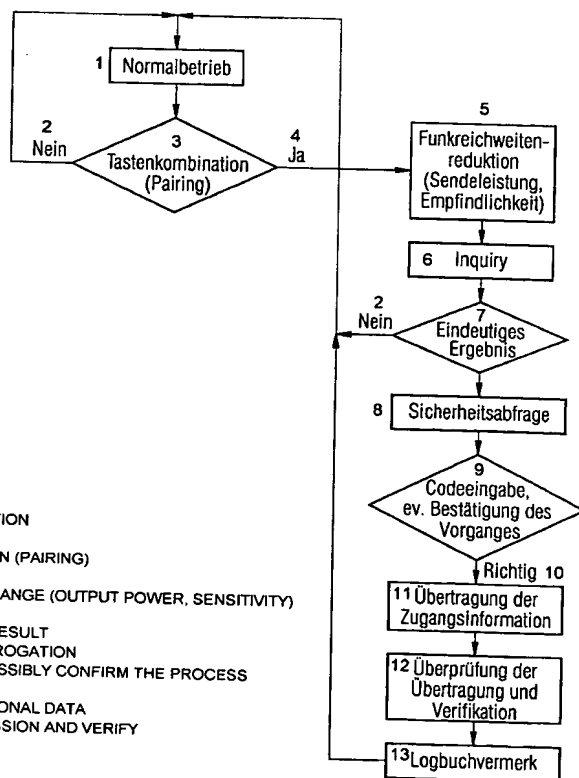 1 Normalbetrieb
2
Nein
3
Tastenkombination
(Pairing)
4
Ja
5
Funkreichweiten-
reduktion
(Sendeleistung,
Empfindlichkeit)
6 Inquiry
2
Nein
7
Eindeutiges
Ergebnis
8 Sicherheitsabfrage
9
Codeeingabe,
ev. Bestätigung des
Vorganges
Richtig 10
11 Übertragung der
Zugangsinformation
12 Überprüfung der
Übertragung und
Verifikation
13 Logbuchvermerk
TION
N (PAIRING)
ANGE (OUTPUT POWER, SENSITIVITY)
ESULT
ROGATION
SSIBLY CONFIRM THE PROCESS
ONAL DATA
SSION AND VERIFY